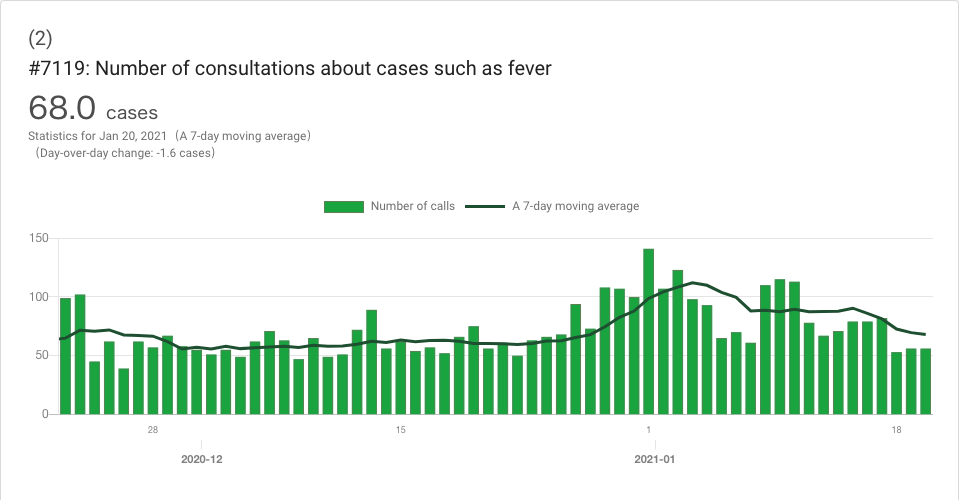 (2)
#7119: Number of consultations about cases such as fever
68.0 cases
Statistics for Jan 20, 2021 (A 7-day moving average)
(Day-over-day change: -1.6 cases)
Number of calls A 7-day moving average
150
100
50
0
28 15 1 18
2020-12 2021-01